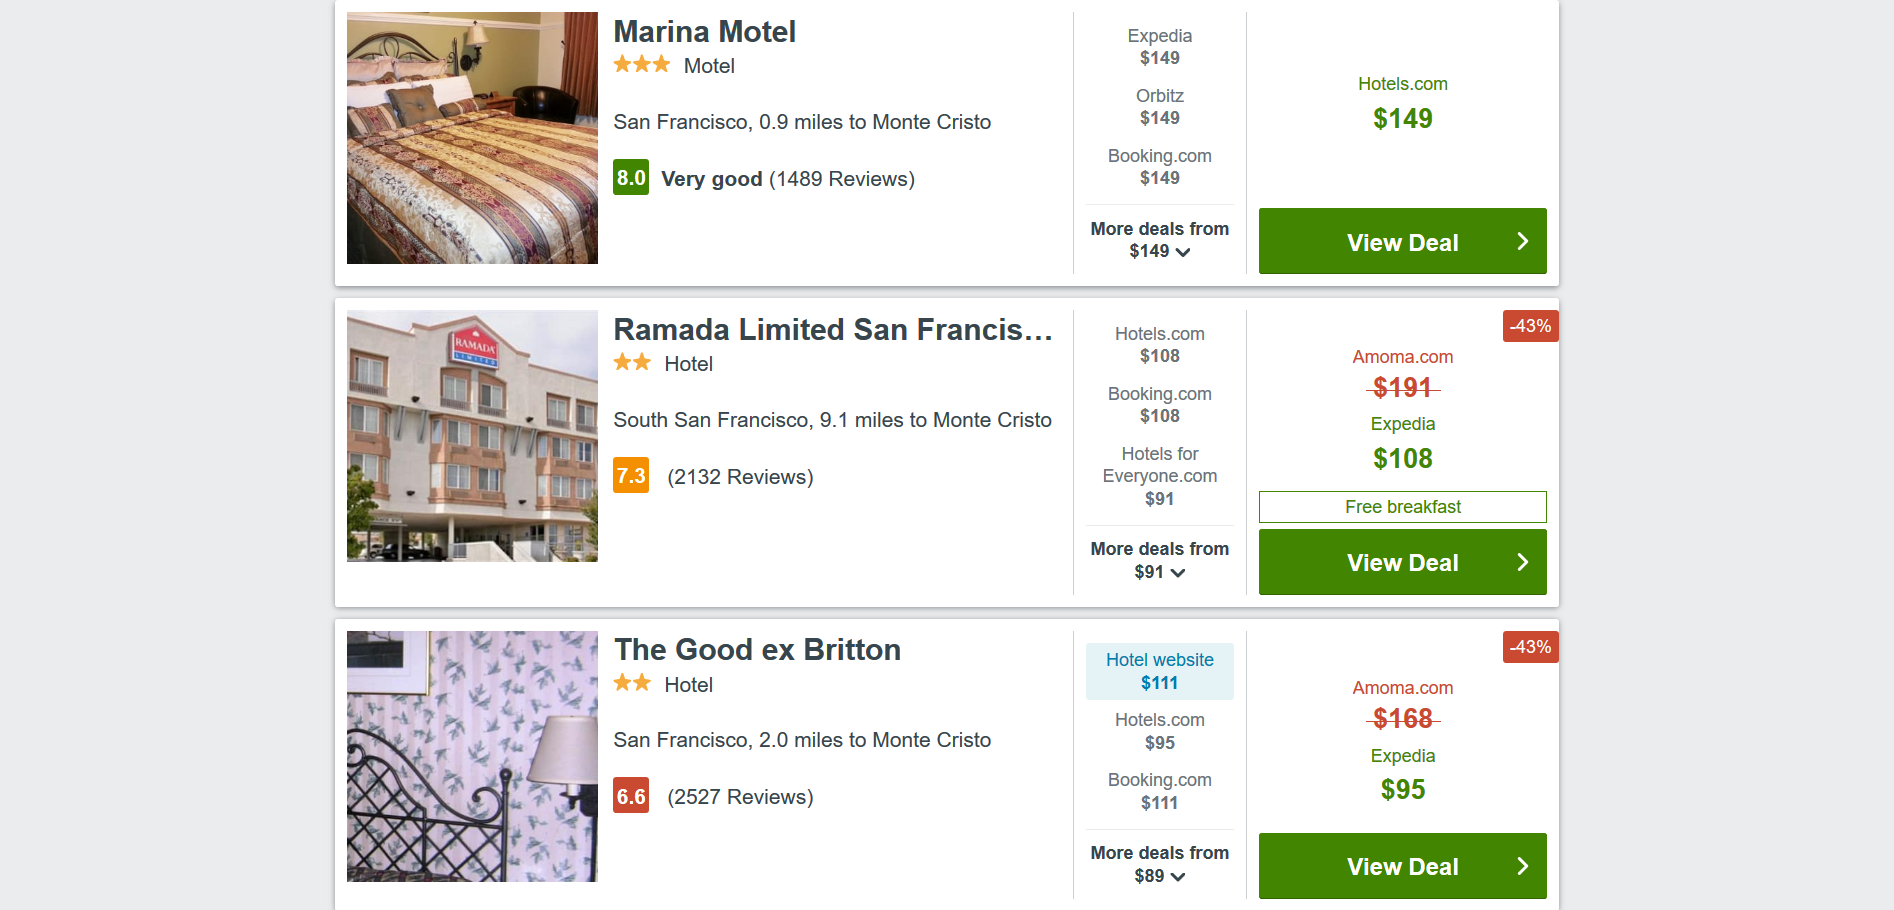 Marina Motel
Motel
San Francisco, 0.9 miles to Monte Cristo
8.0 Very good (1489 Reviews)
Expedia
$149
Orbitz
$149
Booking.com
$149
More deals from
$149
Hotels.com
$149
View Deal
RAMADA
LIMITED
Ramada Limited San Francis...
Hotel
South San Francisco, 9.1 miles to Monte Cristo
7.3 (2132 Reviews)
Hotels.com
$108
Booking.com
$108
Hotels for
Everyone.com
$91
More deals from
$91
-43%
Amoma.com
$191
Expedia
$108
Free breakfast
View Deal
The Good ex Britton
Hotel
San Francisco, 2.0 miles to Monte Cristo
6.6 (2527 Reviews)
Hotel website
$111
Hotels.com
$95
Booking.com
$111
More deals from
$89
-43%
Amoma.com
$168
Expedia
$95
View Deal